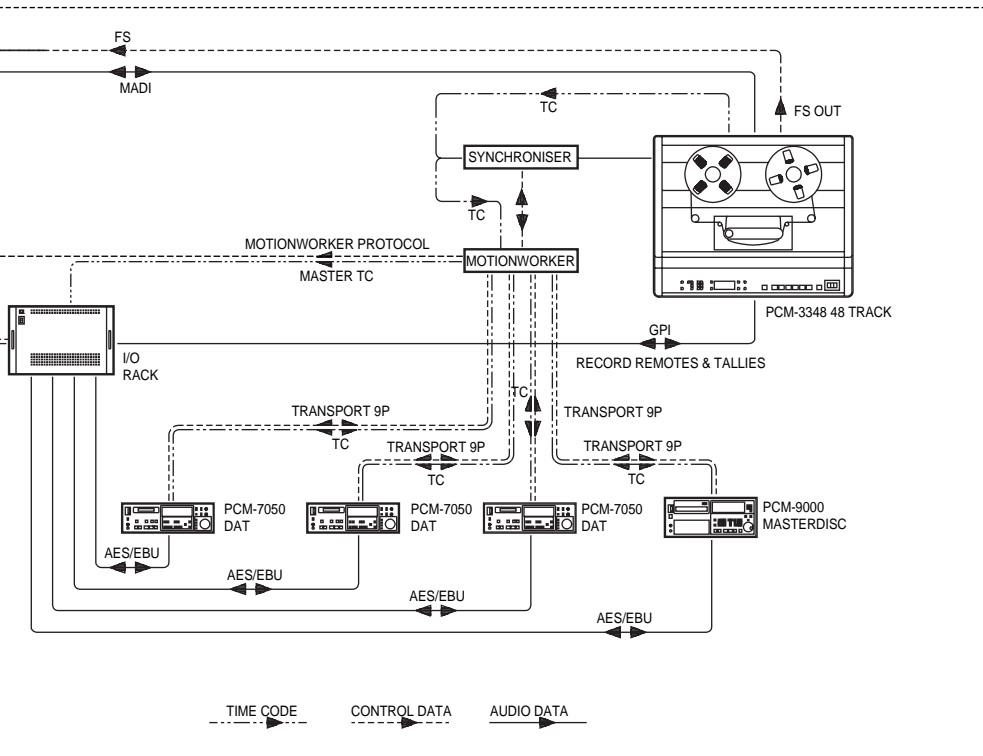 FS
MADI
TC
FS OUT
SYNCHRONISER
TC
MOTIONWORKER PROTOCOL
MOTIONWORKER
MASTER TC
PCM-3348 48 TRACK
GPI
I/O
RACK
RECORD REMOTES & TALLIES
TC
TRANSPORT 9P
TRANSPORT 9P
TC
TRANSPORT 9P
TRANSPORT 9P
TC
TC
PCM-7050
DAT
PCM-7050
DAT
PCM-7050
DAT
PCM-9000
MASTERDISC
AES/EBU
AES/EBU
AES/EBU
AES/EBU
TIME CODE
CONTROL DATA
AUDIO DATA